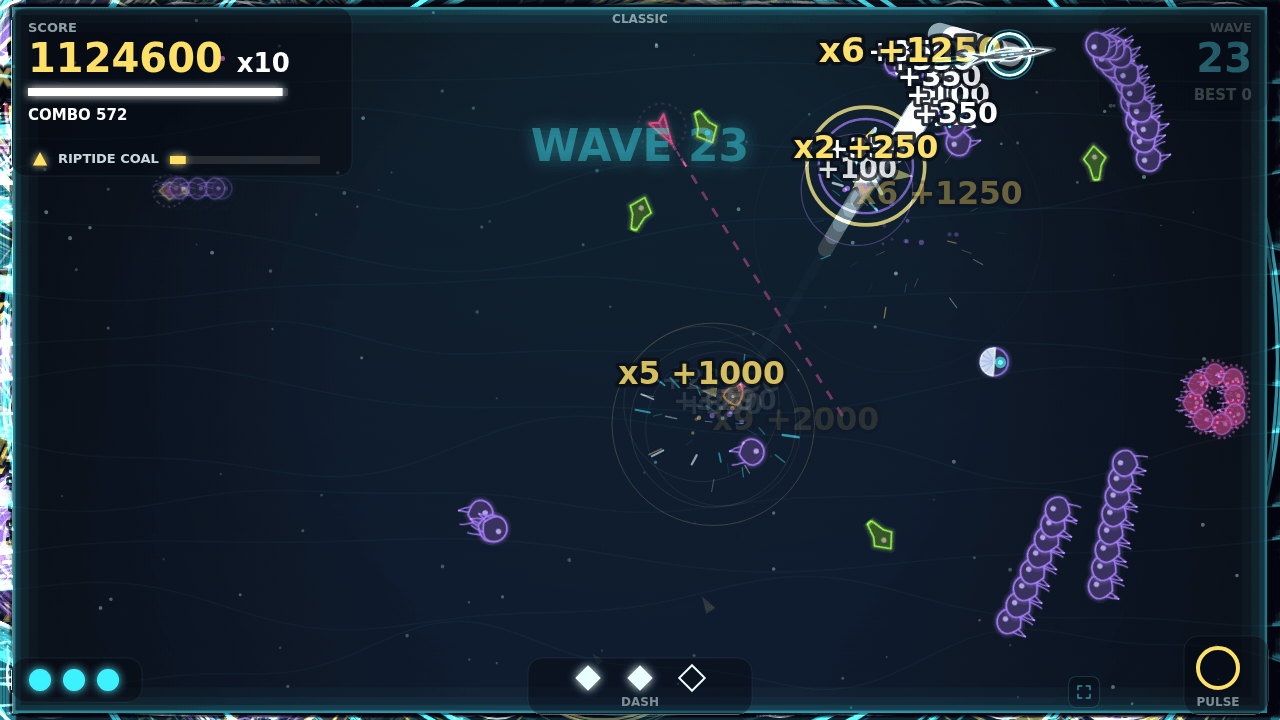 SCORE
1124600 x10
COMBO 572
RIPTIDE COAL
CLASSIC
WAVE
23
BEST 0
WAVE 23
x6 +1250
+350
+100
+350
x2 +250
+100
x6 +1250
x5 +1000
x9 +2000
DASH
PULSE